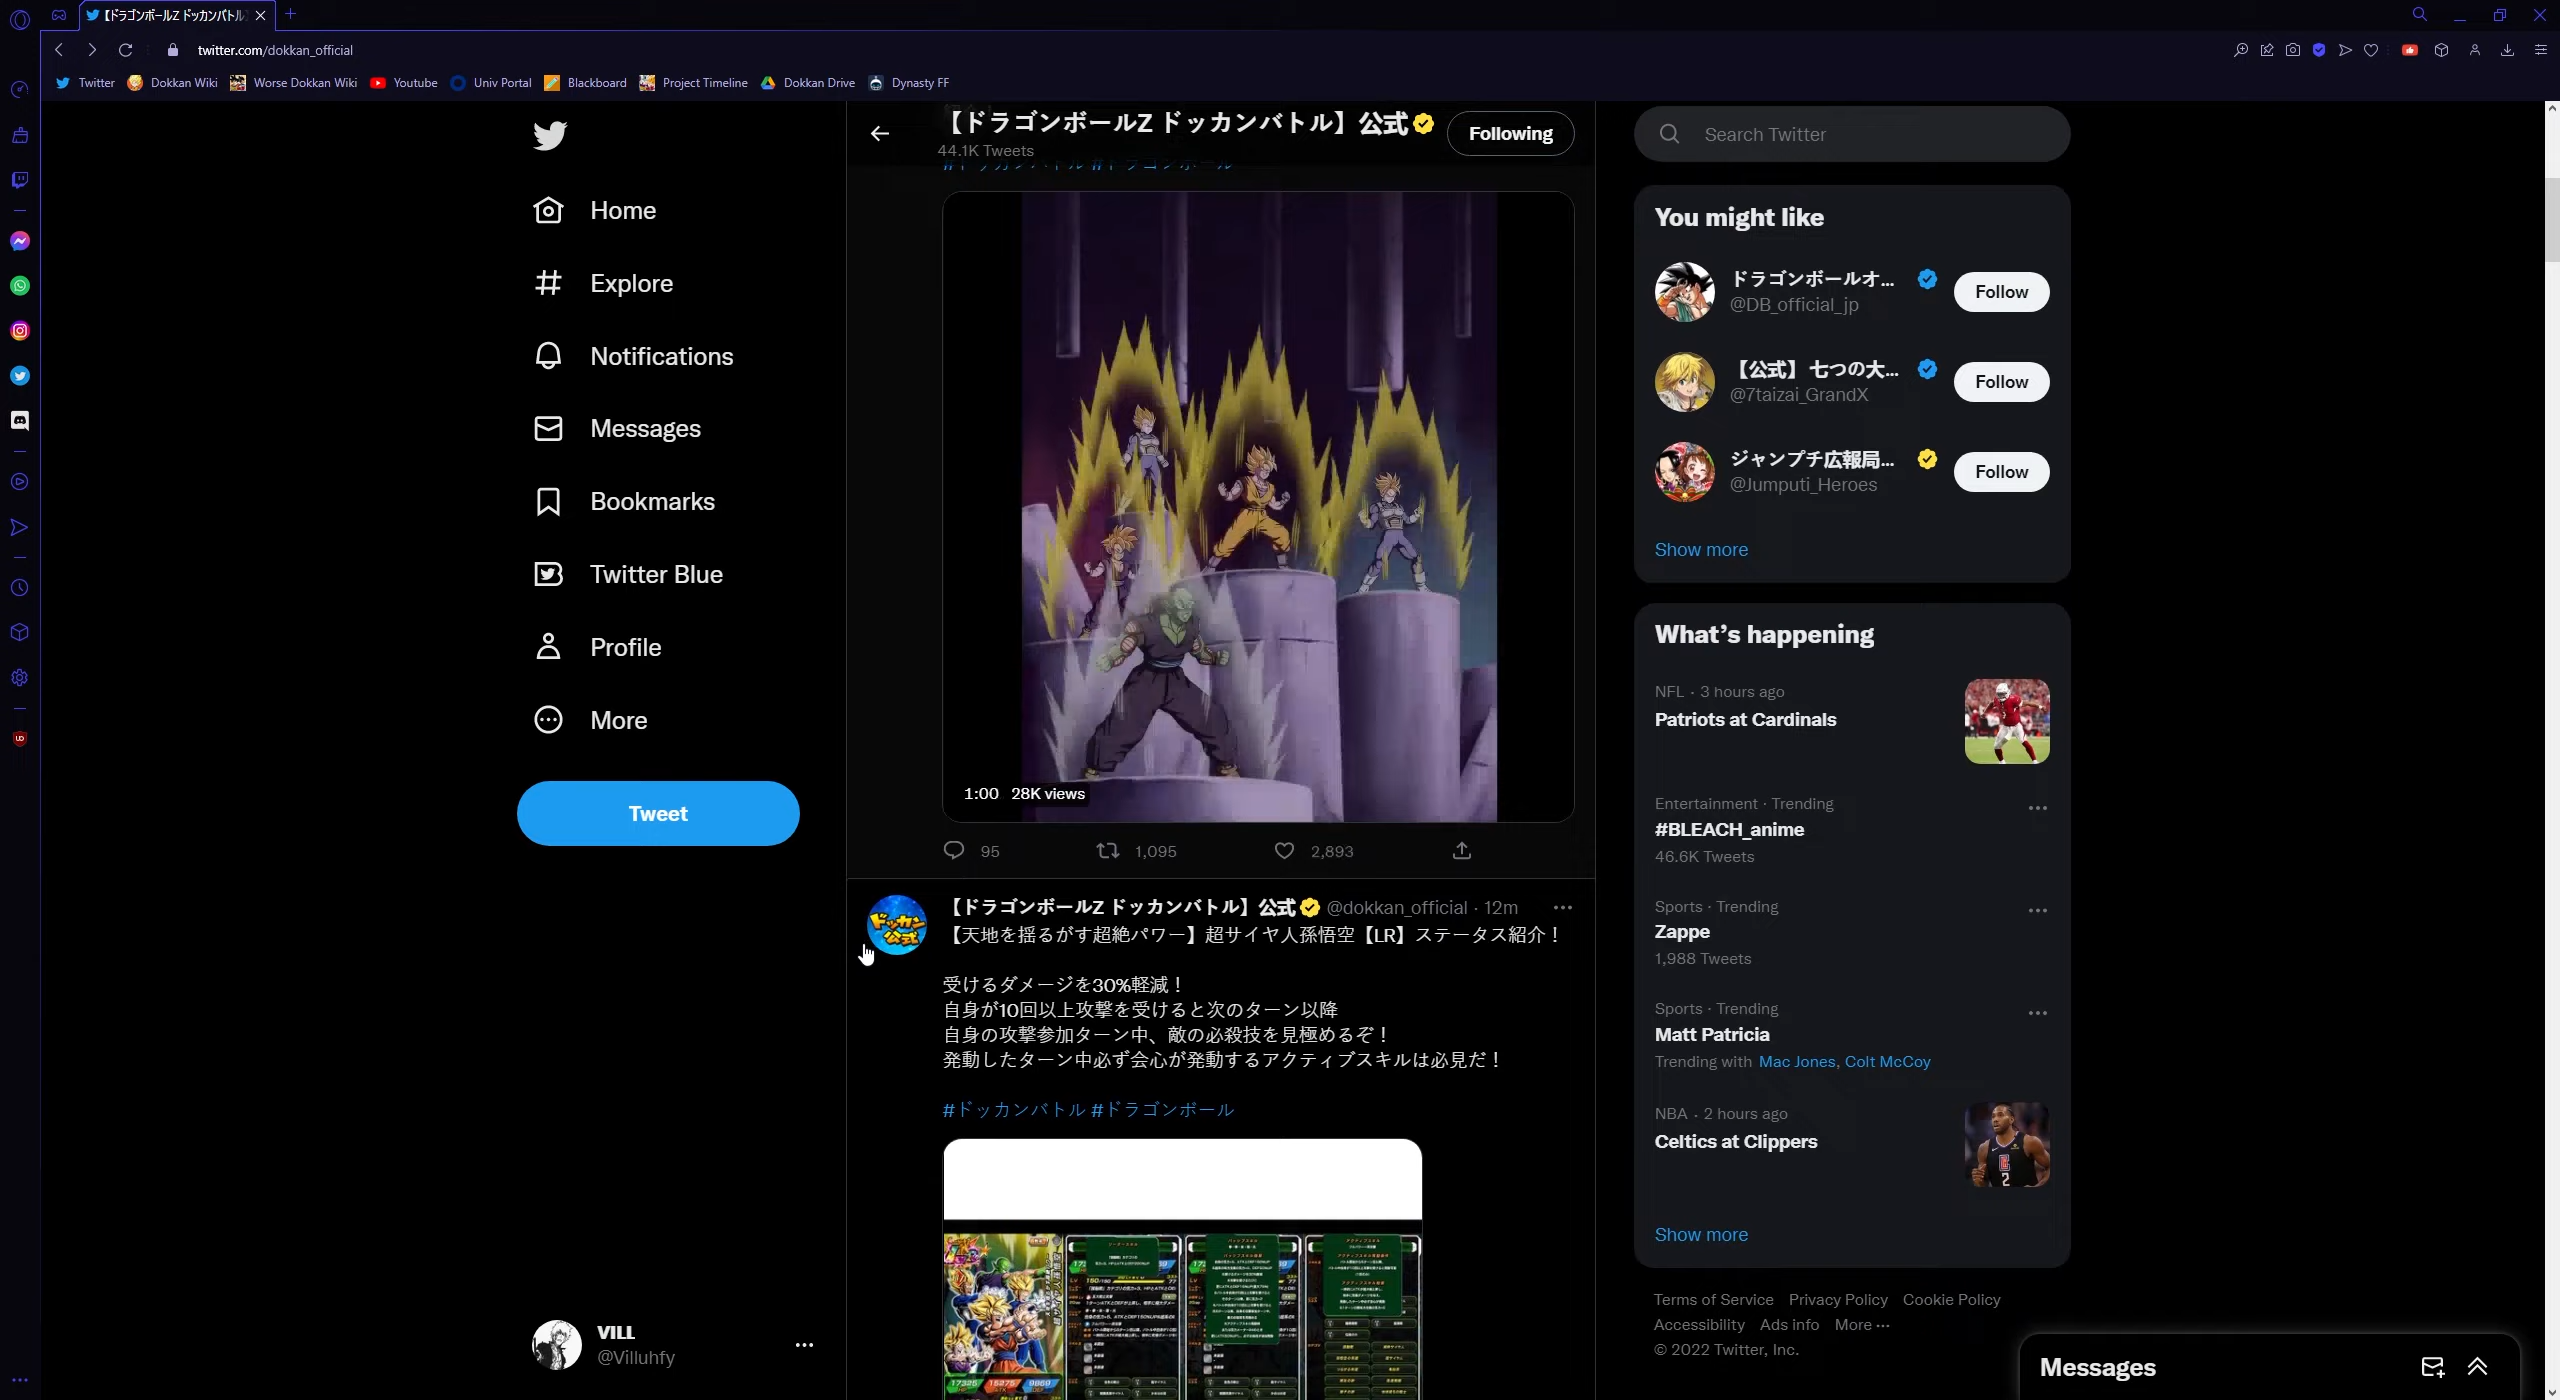 【ドラゴンボールZ ドッカンバトル
twitter.com/dokkan_official
Twitter
Dokkan Wiki
Worse Dokkan Wiki
Youtube
Univ Portal
Blackboard
Project Timeline
Dokkan Drive
Dynasty FF
Home
Explore
Notifications
Messages
Bookmarks
Twitter Blue
Profile
More
Tweet
VILL
@Villuhfy
【ドラゴンボールZ ドッカンバトル】公式
44.1K Tweets
Following
#ドッカンバトル #ドラゴンボール
1:00 28K views
95
1,095
2,893
【ドラゴンボールZ ドッカンバトル】公式 @dokkan_official · 12m
【天地を揺るがす超絶パワー】超サイヤ人孫悟空【LR】ステータス紹介！
受けるダメージを30%軽減！
自身が10回以上攻撃を受けると次のターン以降
自身の攻撃参加ターン中、敵の必殺技を見極めるぞ！
発動したターン中必ず会心が発動するアクティブスキルは必見だ！
#ドッカンバトル #ドラゴンボール
Search Twitter
You might like
ドラゴンボールオ...
@DB_official_jp
Follow
【公式】七つの大...
@7taizai_GrandX
Follow
ジャンプチ広報局...
@Jumputi_Heroes
Follow
Show more
What's happening
NFL · 3 hours ago
Patriots at Cardinals
Entertainment · Trending
#BLEACH_anime
46.6K Tweets
Sports · Trending
Zappe
1,988 Tweets
Sports · Trending
Matt Patricia
Trending with Mac Jones, Colt McCoy
NBA · 2 hours ago
Celtics at Clippers
Show more
Terms of Service Privacy Policy Cookie Policy
Accessibility Ads info More ···
© 2022 Twitter, Inc.
Messages